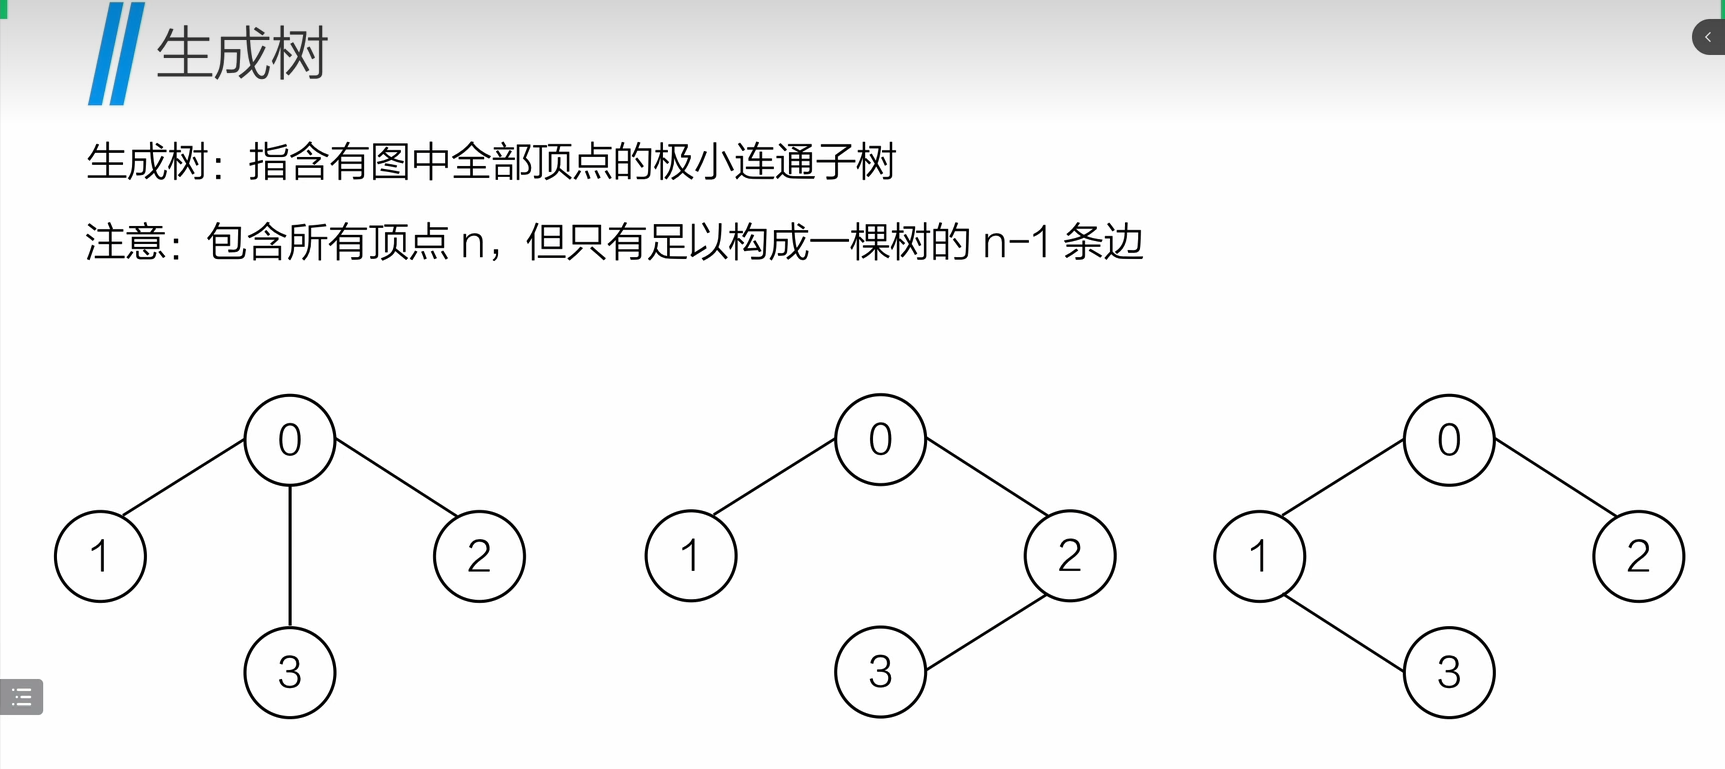 生成树
生成树：指含有图中全部顶点的极小连通子树
注意：包含所有顶点 n，但只有足以构成一棵树的 n-1 条边
0 0 0
1 2 1 2 1 2
3 3 3